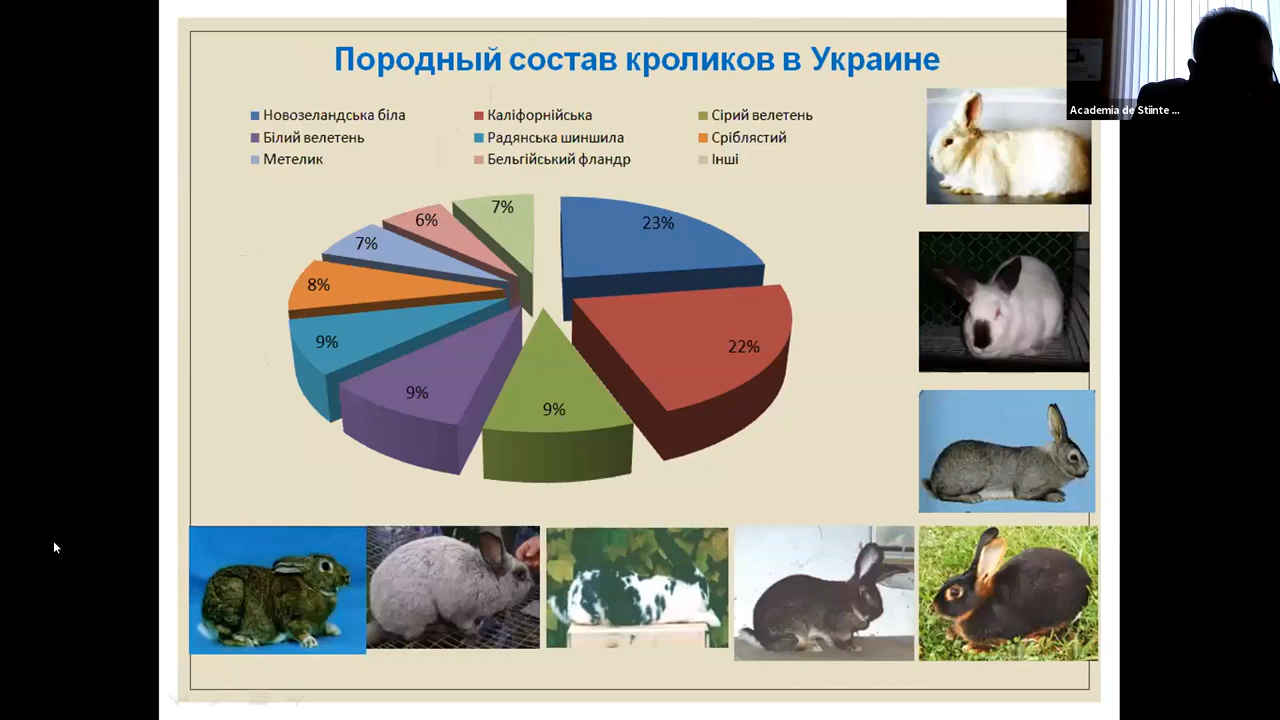 Породный состав кроликов в Украине
Academia de Stiinte ...
Новозеландська біла Каліфорнійська Сірий велетень
Білий велетень Радянська шиншила Сріблястий
Метелик Бельгійський фландр Інші
7%
6%
23%
7%
8%
9%
22%
9%
9%